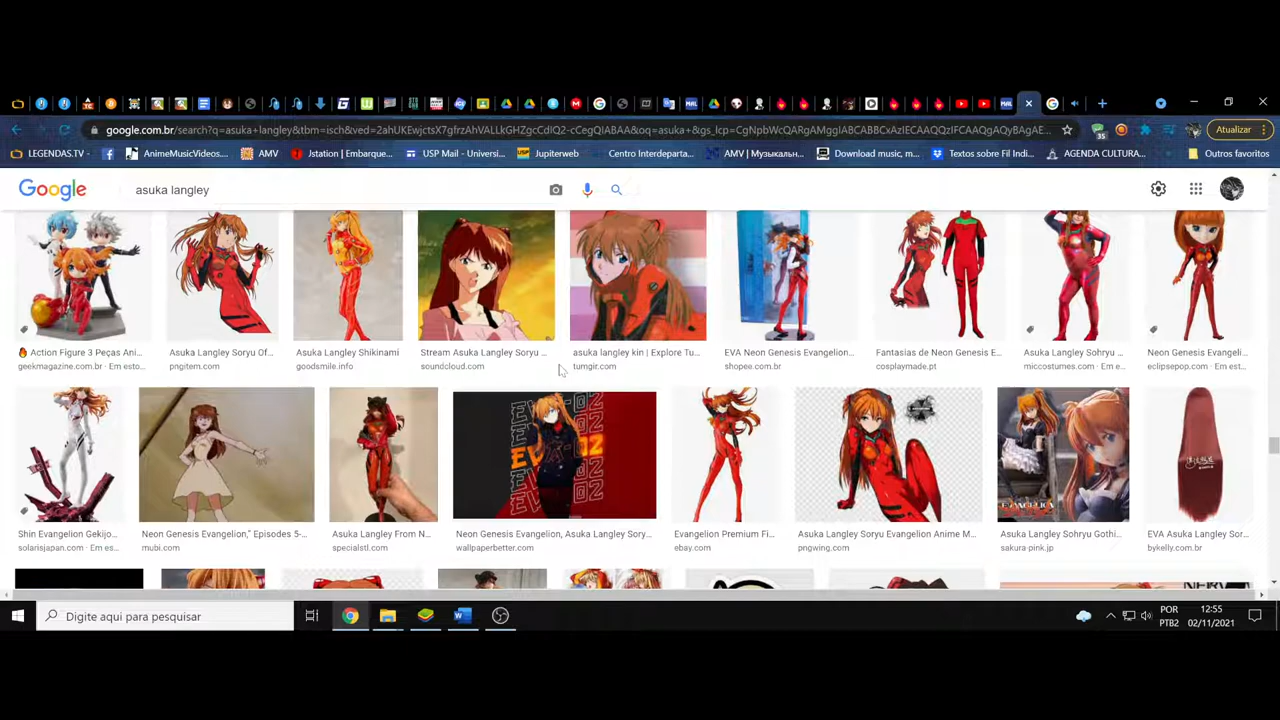 google.com.br/search?q=asuka+langley&tbm=isch&ved=2ahUKEwjctsX7gfrzAhVALLkGHZgcCdIQ2-cCegQIABAA&oq=asuka+&gs_lcp=CgNpbWcQARgAMggIABCABBCxAzIECAAQQzIFCAAQgAQyBAgAE...
Atualizar
LEGENDAS.TV -
AnimeMusicVideos....
AMV
Jstation | Embarque...
USP Mail - Universi...
Jupiterweb
Centro Interdeparta...
AMV | Музыкальн...
Download music, m...
Textos sobre Fil Indi...
AGENDA CULTURA...
Outros favoritos
Google
asuka langley
Action Figure 3 Peças Ani...
geekmagazine.com.br · Em esto...
Asuka Langley Soryu Of...
pngitem.com
Asuka Langley Shikinami
goodsmile.info
Stream Asuka Langley Soryu ...
soundcloud.com
asuka langley kin | Explore Tu...
tumgir.com
EVA Neon Genesis Evangelion...
shopee.com.br
Fantasias de Neon Genesis E...
cosplaymade.pt
Asuka Langley Sohryu ...
miccostumes.com · Em e...
Neon Genesis Evangeli...
eclipsepop.com · Em est...
EVA-02
Shin Evangelion Gekijo...
solarisjapan.com · Em es...
Neon Genesis Evangelion," Episodes 5-...
mubi.com
Asuka Langley From N...
specialstl.com
Neon Genesis Evangelion, Asuka Langley Sory...
wallpaperbetter.com
Evangelion Premium Fi...
ebay.com
Asuka Langley Soryu Evangelion Anime M...
pngwing.com
Asuka Langley Sohryu Gothi...
sakura-pink.jp
EVA Asuka Langley Sor...
bykelly.com.br
NERV
Digite aqui para pesquisar
POR
PTB2
12:55
02/11/2021